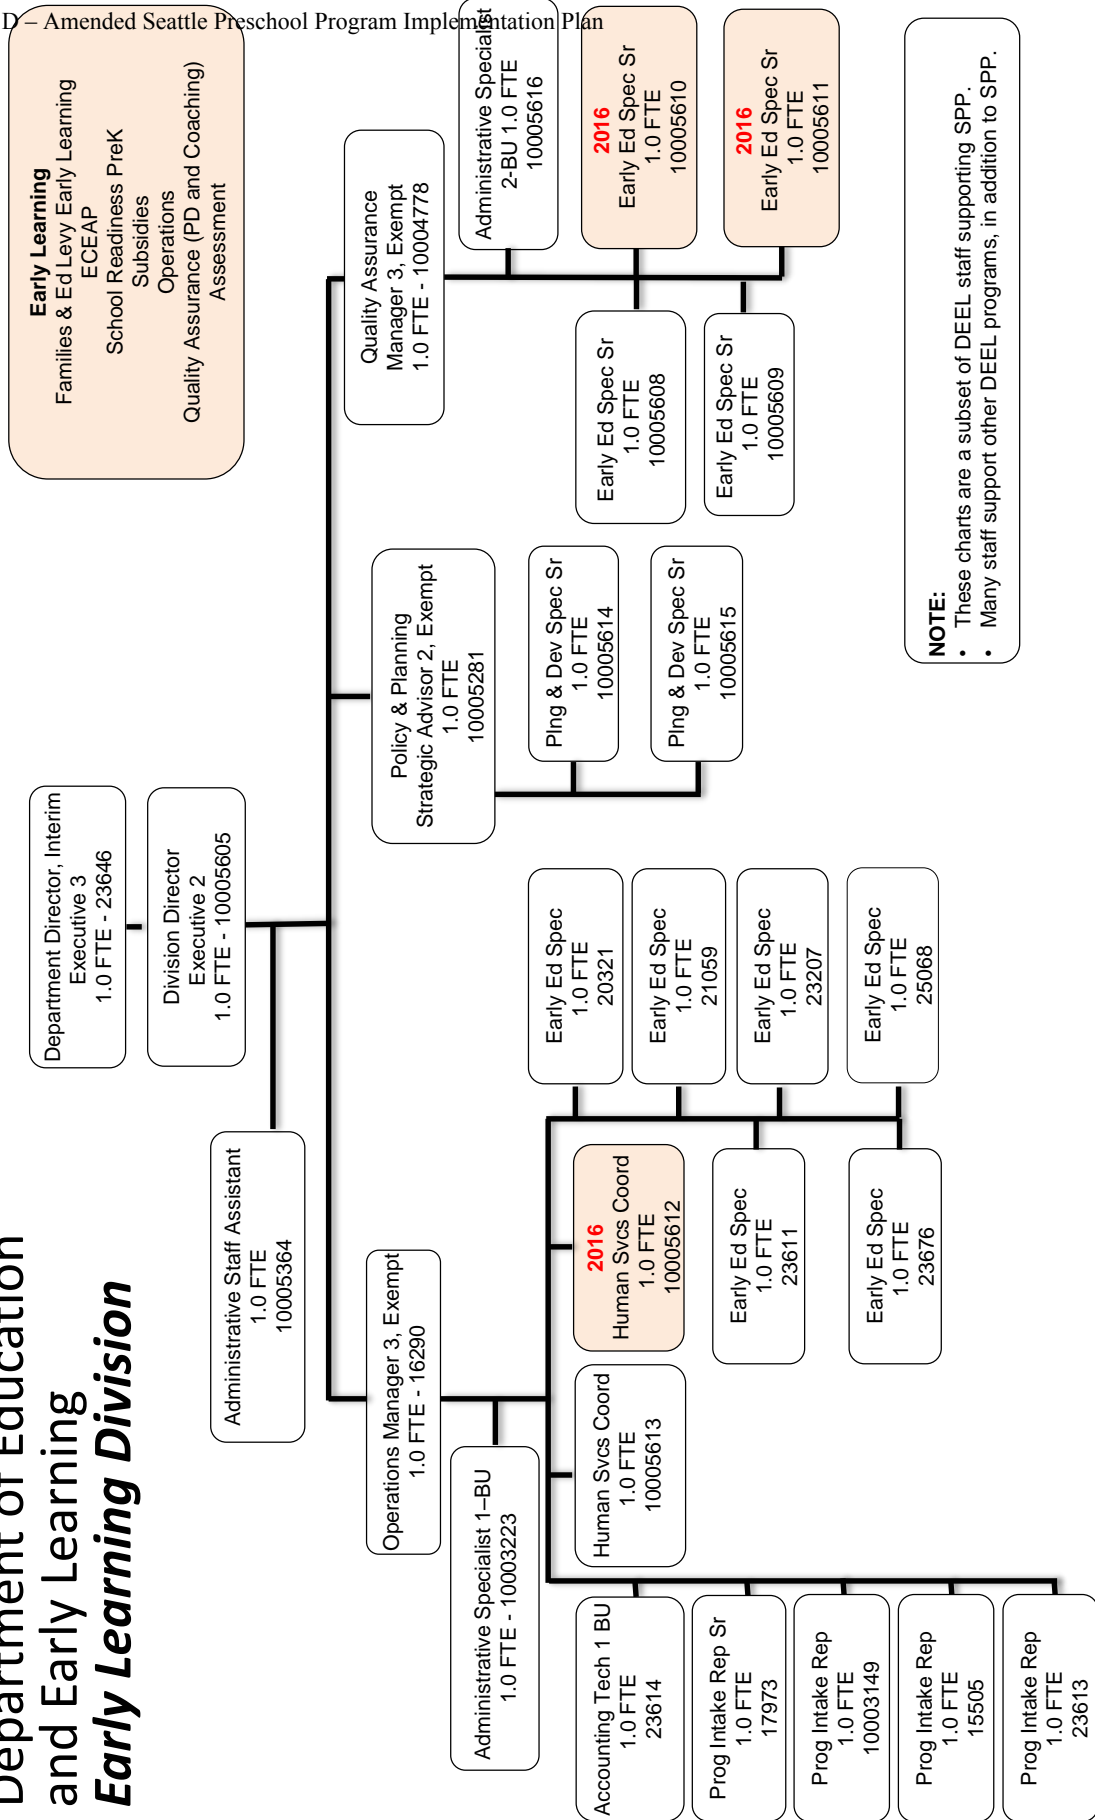 D – Amended Seattle Preschool Program Implementation Plan
Department of Education
and Early Learning
Early Learning Division
Early Learning
Families & Ed Levy Early Learning
ECEAP
School Readiness PreK
Subsidies
Operations
Quality Assurance (PD and Coaching)
Assessment
Department Director, Interim
Executive 3
1.0 FTE - 23646
Division Director
Executive 2
1.0 FTE - 10005605
Administrative Staff Assistant
1.0 FTE
10005364
Operations Manager 3, Exempt
1.0 FTE - 16290
Administrative Specialist 1–BU
1.0 FTE - 10003223
Accounting Tech 1 BU
1.0 FTE
23614
Prog Intake Rep Sr
1.0 FTE
17973
Prog Intake Rep
1.0 FTE
10003149
Prog Intake Rep
1.0 FTE
15505
Prog Intake Rep
1.0 FTE
23613
Human Svcs Coord
1.0 FTE
10005613
2016
Human Svcs Coord
1.0 FTE
10005612
Early Ed Spec
1.0 FTE
23611
Early Ed Spec
1.0 FTE
23676
Early Ed Spec
1.0 FTE
20321
Early Ed Spec
1.0 FTE
21059
Early Ed Spec
1.0 FTE
23207
Early Ed Spec
1.0 FTE
25068
Policy & Planning
Strategic Advisor 2, Exempt
1.0 FTE
10005281
Plng & Dev Spec Sr
1.0 FTE
10005614
Plng & Dev Spec Sr
1.0 FTE
10005615
Quality Assurance
Manager 3, Exempt
1.0 FTE - 10004778
Administrative Specialist
2-BU 1.0 FTE
10005616
Early Ed Spec Sr
1.0 FTE
10005608
Early Ed Spec Sr
1.0 FTE
10005609
2016
Early Ed Spec Sr
1.0 FTE
10005610
2016
Early Ed Spec Sr
1.0 FTE
10005611
NOTE:
• These charts are a subset of DEEL staff supporting SPP.
• Many staff support other DEEL programs, in addition to SPP.